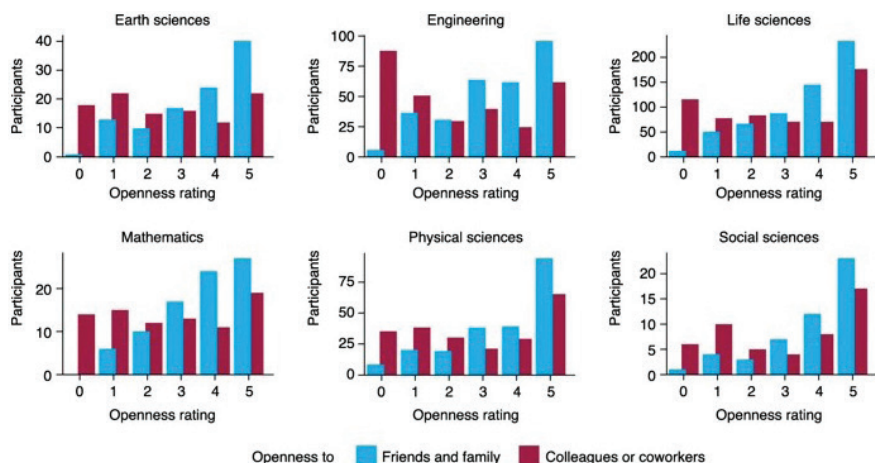 Earth sciences
Engineering
Life sciences
Participants
40
30
20
10
0
0 1 2 3 4 5
Openness rating
Participants
100
75
50
25
0
0 1 2 3 4 5
Openness rating
Participants
200
150
100
50
0
0 1 2 3 4 5
Openness rating
Mathematics
Physical sciences
Social sciences
Participants
20
10
0
0 1 2 3 4 5
Openness rating
Participants
75
50
25
0
0 1 2 3 4 5
Openness rating
Participants
20
15
10
5
0
0 1 2 3 4 5
Openness rating
Openness to Friends and family Colleagues or coworkers